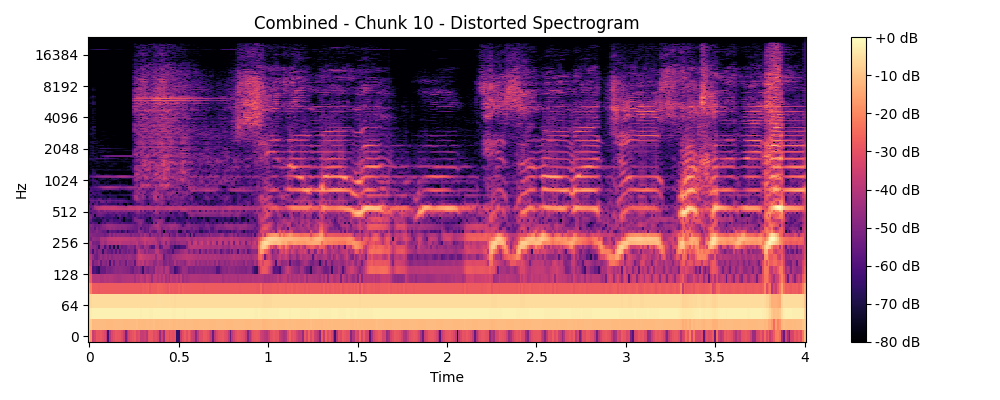 Combined - Chunk 10 - Distorted Spectrogram
Hz
16384
8192
4096
2048
1024
512
256
128
64
0
0 0.5 1 1.5 2 2.5 3 3.5 4
Time
+0 dB
-10 dB
-20 dB
-30 dB
-40 dB
-50 dB
-60 dB
-70 dB
-80 dB